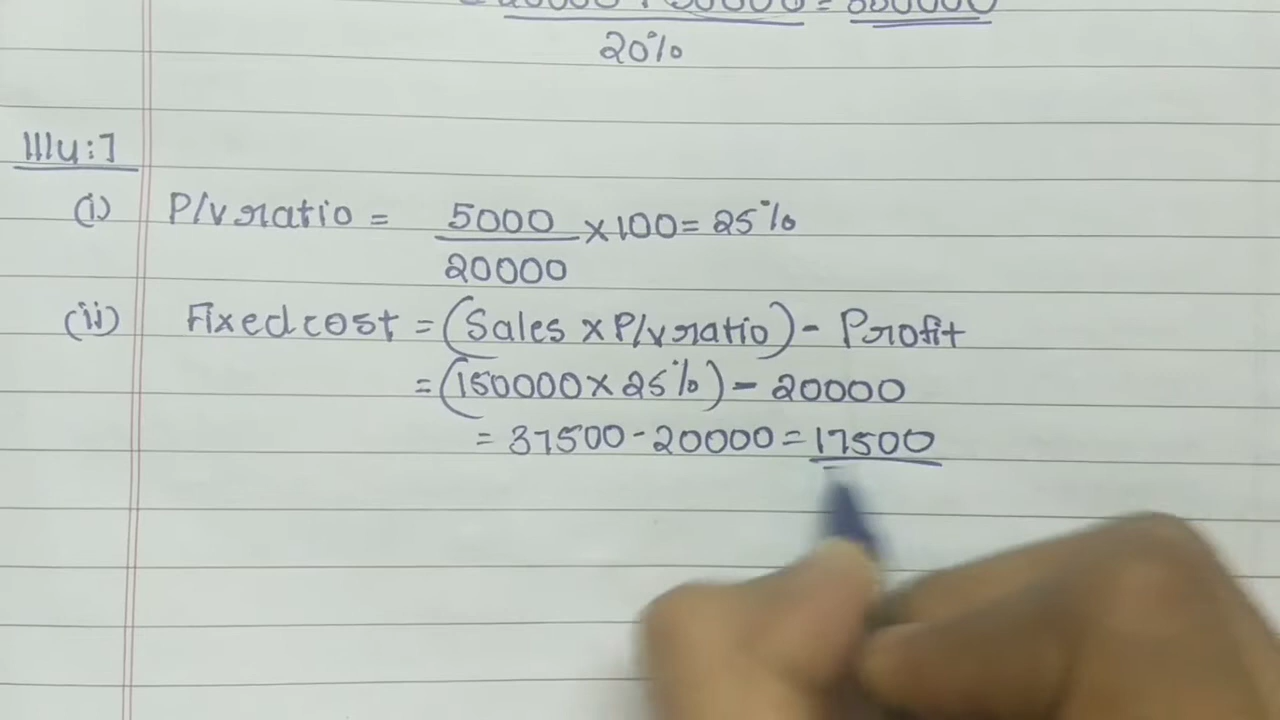 20%
Illu:7
(i) P/v ratio = 5000 × 100 = 25%
20000
(ii) Fixed cost = (Sales × P/v ratio) - Profit
= (150000 × 25%) - 20000
= 37500 - 20000 = 17500